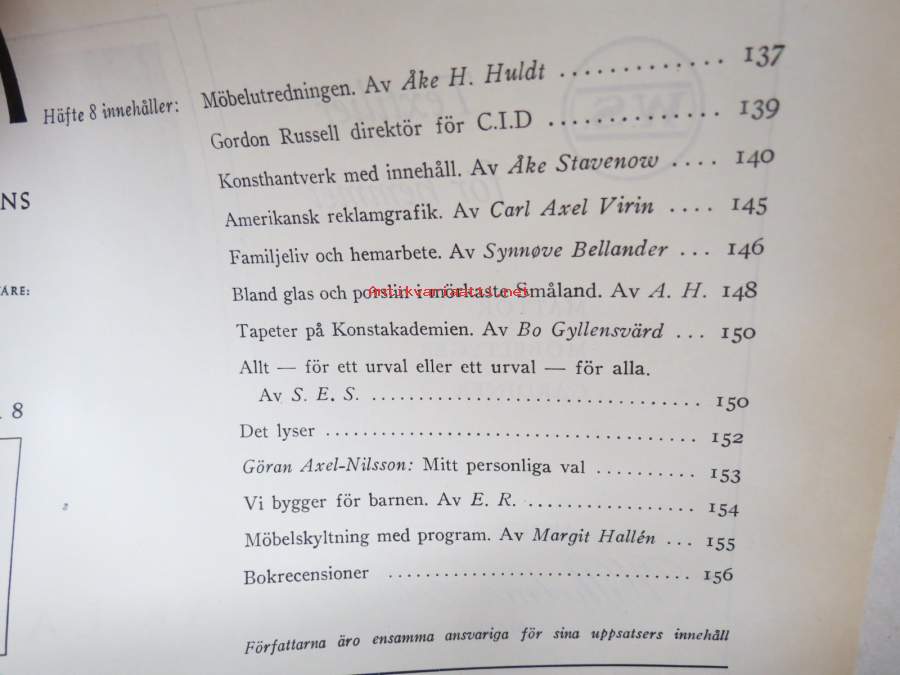 Häfte 8 innehåller: Möbelutredningen. Av Åke H. Huldt ............. 137
Gordon Russell direktör för C.I.D .............. 139
Konsthantverk med innehåll. Av Åke Stavenow .... 140
NS
Amerikansk reklamgrafik. Av Carl Axel Virin .... 145
Familjeliv och hemarbete. Av Synnøve Bellander ... 146
ARE:
Bland glas och porslin i mörkaste Småland. Av A. H. 148
Tapeter på Konstakademien. Av Bo Gyllensvärd ... 150
Allt — för ett urval eller ett urval — för alla.
Av S. E. S. .................................. 150
8
Det lyser ...................................... 152
Göran Axel-Nilsson: Mitt personliga val .......... 153
Vi bygger för barnen. Av E. R. ................. 154
Möbelskyltning med program. Av Margit Hallén ... 155
Bokrecensioner ............................... 156
Författarna äro ensamma ansvariga för sina uppsatsers innehåll